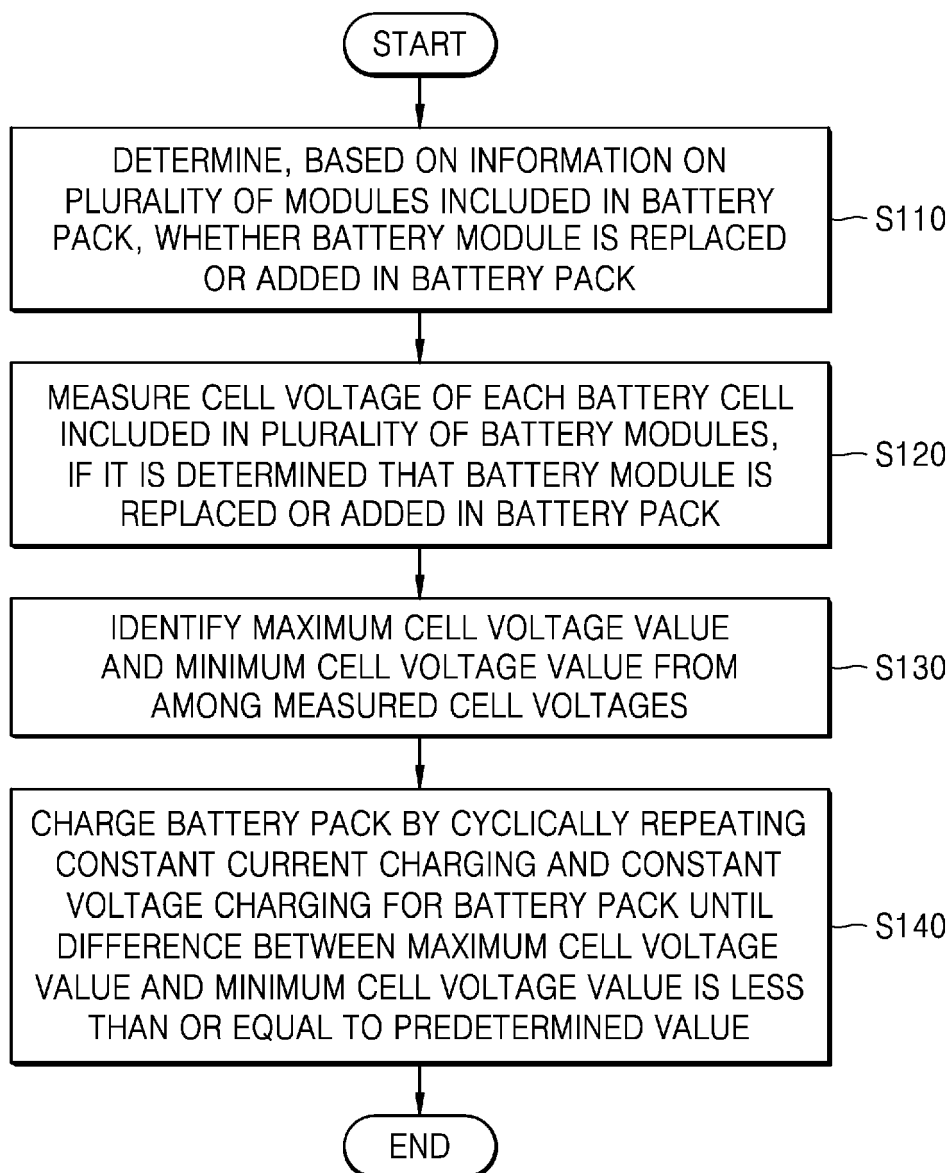 START
DETERMINE, BASED ON INFORMATION ON
PLURALITY OF MODULES INCLUDED IN BATTERY
PACK, WHETHER BATTERY MODULE IS REPLACED
OR ADDED IN BATTERY PACK
S110
MEASURE CELL VOLTAGE OF EACH BATTERY CELL
INCLUDED IN PLURALITY OF BATTERY MODULES,
IF IT IS DETERMINED THAT BATTERY MODULE IS
REPLACED OR ADDED IN BATTERY PACK
S120
IDENTIFY MAXIMUM CELL VOLTAGE VALUE
AND MINIMUM CELL VOLTAGE VALUE FROM
AMONG MEASURED CELL VOLTAGES
S130
CHARGE BATTERY PACK BY CYCLICALLY REPEATING
CONSTANT CURRENT CHARGING AND CONSTANT
VOLTAGE CHARGING FOR BATTERY PACK UNTIL
DIFFERENCE BETWEEN MAXIMUM CELL VOLTAGE
VALUE AND MINIMUM CELL VOLTAGE VALUE IS LESS
THAN OR EQUAL TO PREDETERMINED VALUE
S140
END